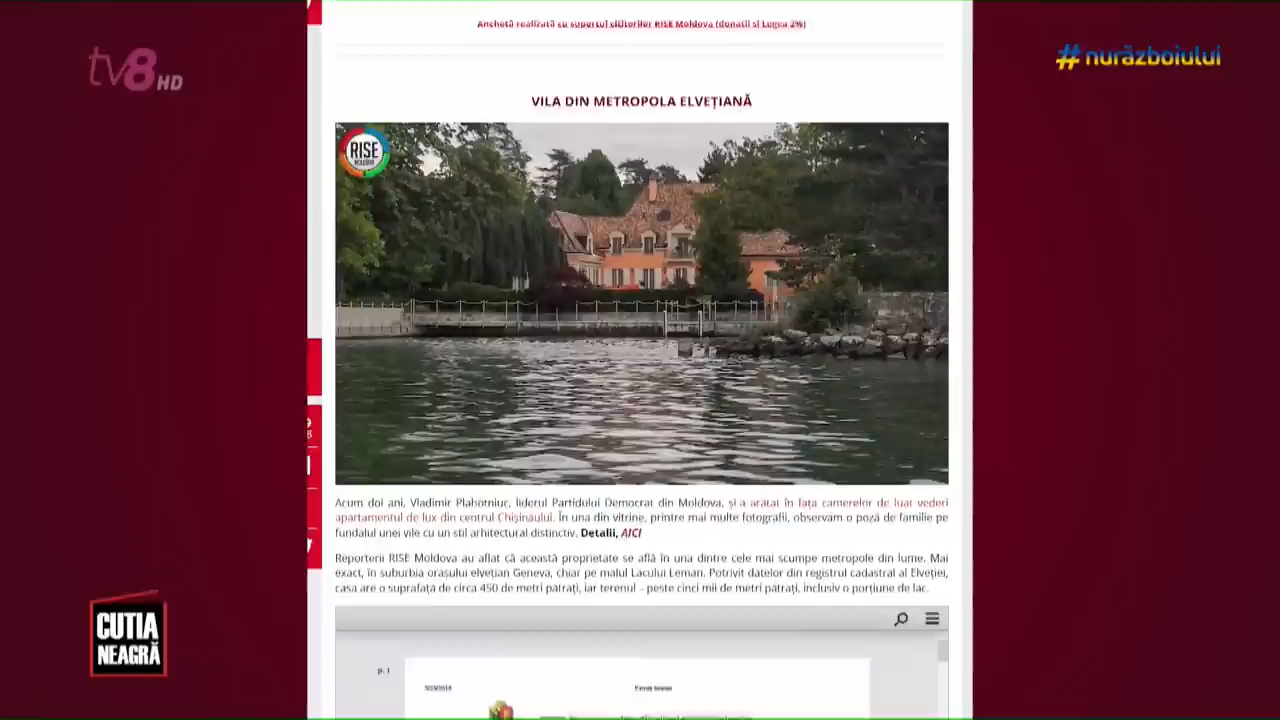 Anchetă realizată cu suportul cititorilor RISE Moldova (donații și Legea 2%)
tv8 HD
#nurăzboiului
VILA DIN METROPOLA ELVEȚIANĂ
RISE
MOLDOVA
Acum doi ani, Vladimir Plahotniuc, liderul Partidului Democrat din Moldova, și-a arătat în fața camerelor de luat vederi
apartamentul de lux din centrul Chișinăului. În una din vitrine, printre mai multe fotografii, observam o poză de familie pe
fundalul unei vile cu un stil arhitectural distinctiv. Detalii, AICI
Reporterii RISE Moldova au aflat că această proprietate se află în una dintre cele mai scumpe metropole din lume. Mai
exact, în suburbia orașului elvețian Geneva, chiar pe malul Lacului Leman. Potrivit datelor din registrul cadastral al Elveției,
casa are o suprafață de circa 450 de metri pătrați, iar terenul – peste cinci mii de metri pătrați, inclusiv o porțiune de lac.
CUTIA
NEAGRĂ
p. 1